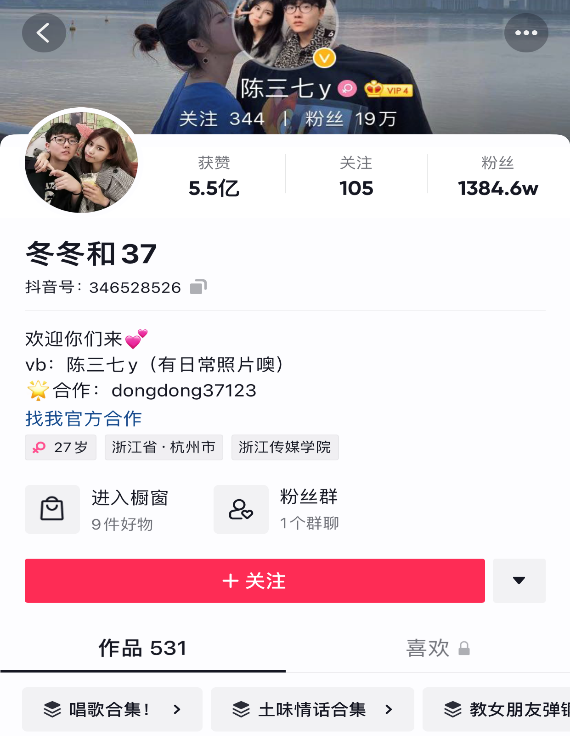 陈三七y VIP 4
关注 344 | 粉丝 19万
获赞 关注 粉丝
5.5亿 105 1384.6w
冬冬和37
抖音号：346528526
欢迎你们来💕
vb：陈三七y（有日常照片噢）
🌟合作：dongdong37123
找我官方合作
27岁 浙江省·杭州市 浙江传媒学院
进入橱窗 粉丝群
9件好物 1个群聊
+ 关注
作品 531 喜欢
唱歌合集！ 土味情话合集 教女朋友弹